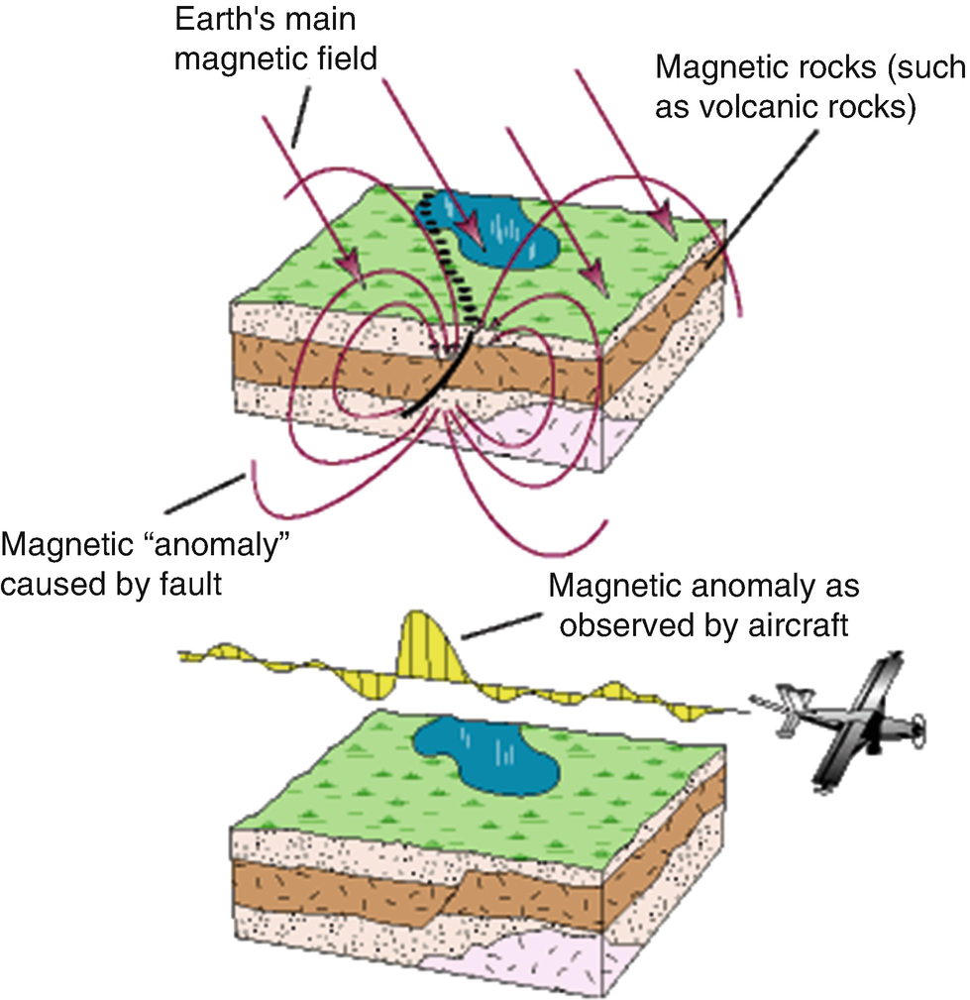 Earth's main
magnetic field
Magnetic rocks (such
as volcanic rocks)
Magnetic “anomaly”
caused by fault
Magnetic anomaly as
observed by aircraft